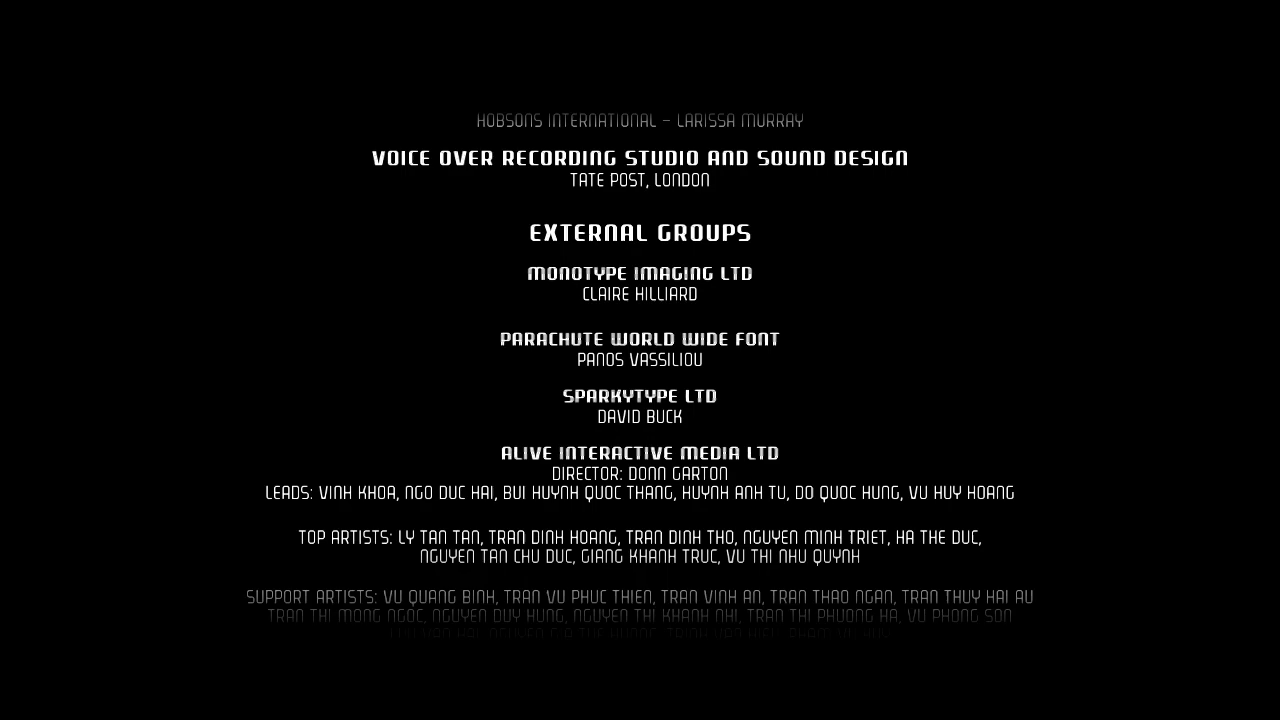 HOBSONS INTERNATIONAL – LARISSA MURRAY
VOICE OVER RECORDING STUDIO AND SOUND DESIGN
TATE POST, LONDON
EXTERNAL GROUPS
MONOTYPE IMAGING LTD
CLAIRE HILLIARD
PARACHUTE WORLD WIDE FONT
PANOS VASSILIOU
SPARKYTYPE LTD
DAVID BUCK
ALIVE INTERACTIVE MEDIA LTD
DIRECTOR: DONN GARTON
LEADS: VINH KHOA, NGO DUC HAI, BUI HUYNH QUOC THANG, HUYNH ANH TU, DO QUOC HUNG, VU HUY HOANG
TOP ARTISTS: LY TAN TAN, TRAN DINH HOANG, TRAN DINH THO, NGUYEN MINH TRIET, HA THE DUC,
NGUYEN TAN CHU DUC, GIANG KHANH TRUC, VU THI NHU QUYNH
SUPPORT ARTISTS: VU QUANG BINH, TRAN VU PHUC THIEN, TRAN VINH AN, TRAN THAO NGAN, TRAN THUY HAI AU
TRAN THI MONG NGOC, NGUYEN DUY HUNG, NGUYEN THI KHANH NHI, TRAN THI PHUONG HA, VU PHONG SON